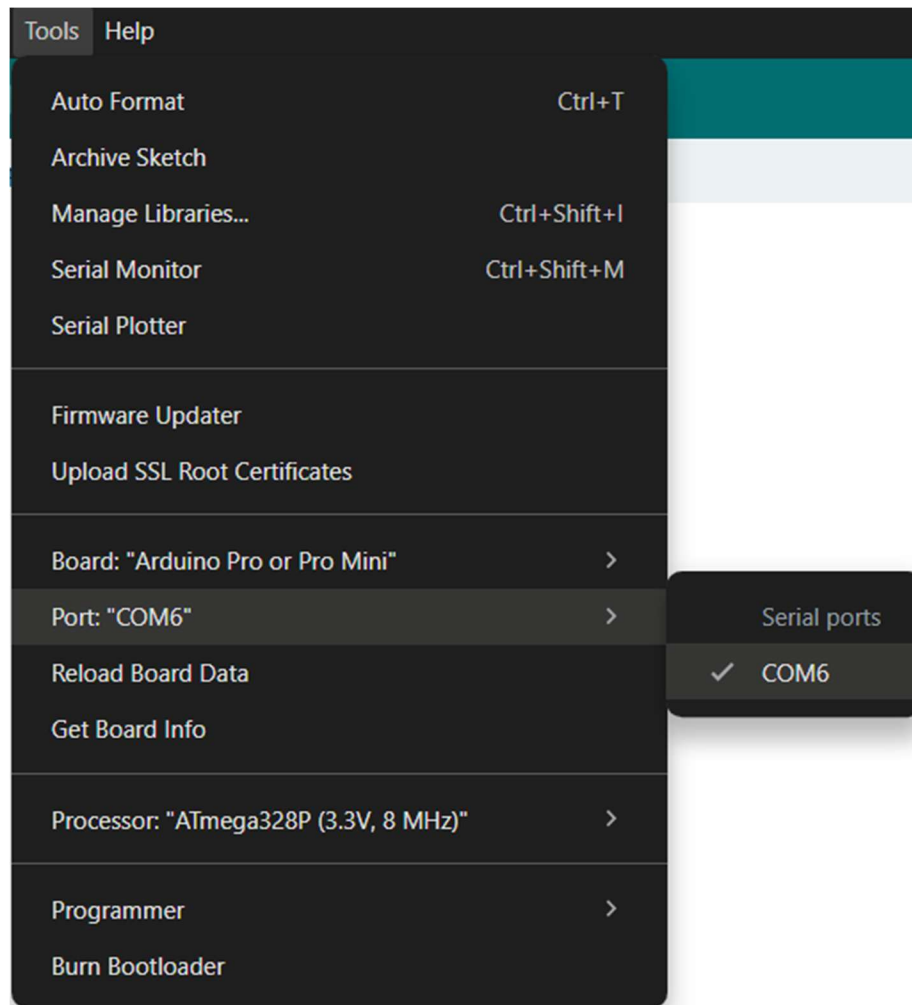 Tools Help
Auto Format Ctrl+T
Archive Sketch
Manage Libraries... Ctrl+Shift+I
Serial Monitor Ctrl+Shift+M
Serial Plotter
Firmware Updater
Upload SSL Root Certificates
Board: "Arduino Pro or Pro Mini"
Port: "COM6"
Serial ports
Reload Board Data
COM6
Get Board Info
Processor: "ATmega328P (3.3V, 8 MHz)"
Programmer
Burn Bootloader